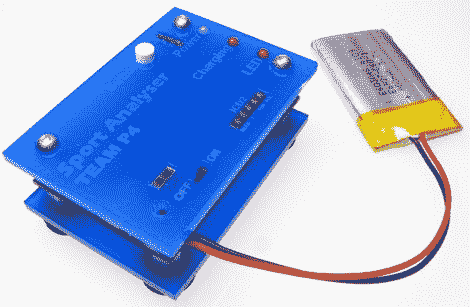 Power
Charging
LED
Sport Analyser
TEAM P4
OFF
ON